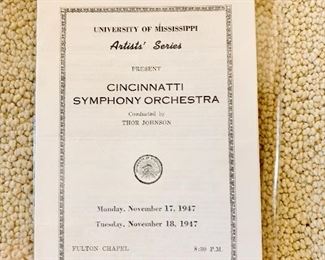 UNIVERSITY OF MISSISSIPPI
Artists' Series
PRESENT
CINCINNATTI
SYMPHONY ORCHESTRA
Conducted by
THOR JOHNSON
Monday, November 17, 1947
Tuesday, November 18, 1947
FULTON CHAPEL 8:30 P.M.